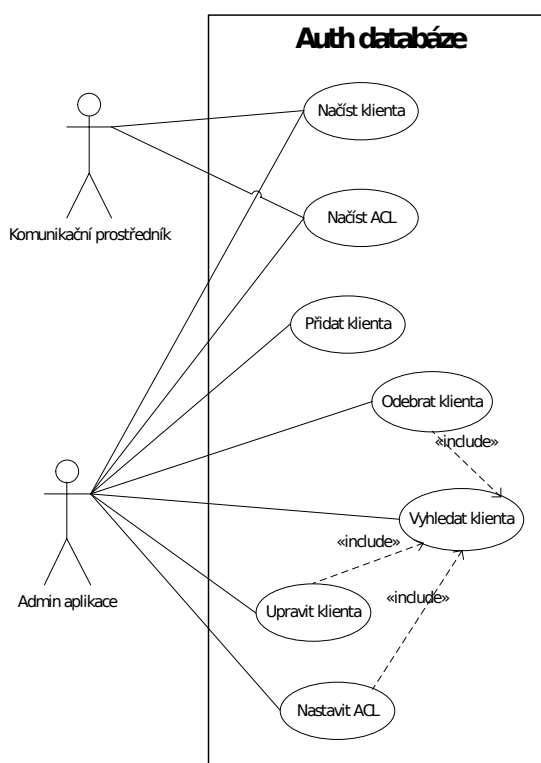 Auth databáze
Načíst klienta
Komunikační prostředník
Načíst ACL
Přidat klienta
Odebrat klienta
«include»
Vyhledat klienta
«include»
Admin aplikace
Upravit klienta
«include»
Nastavit ACL